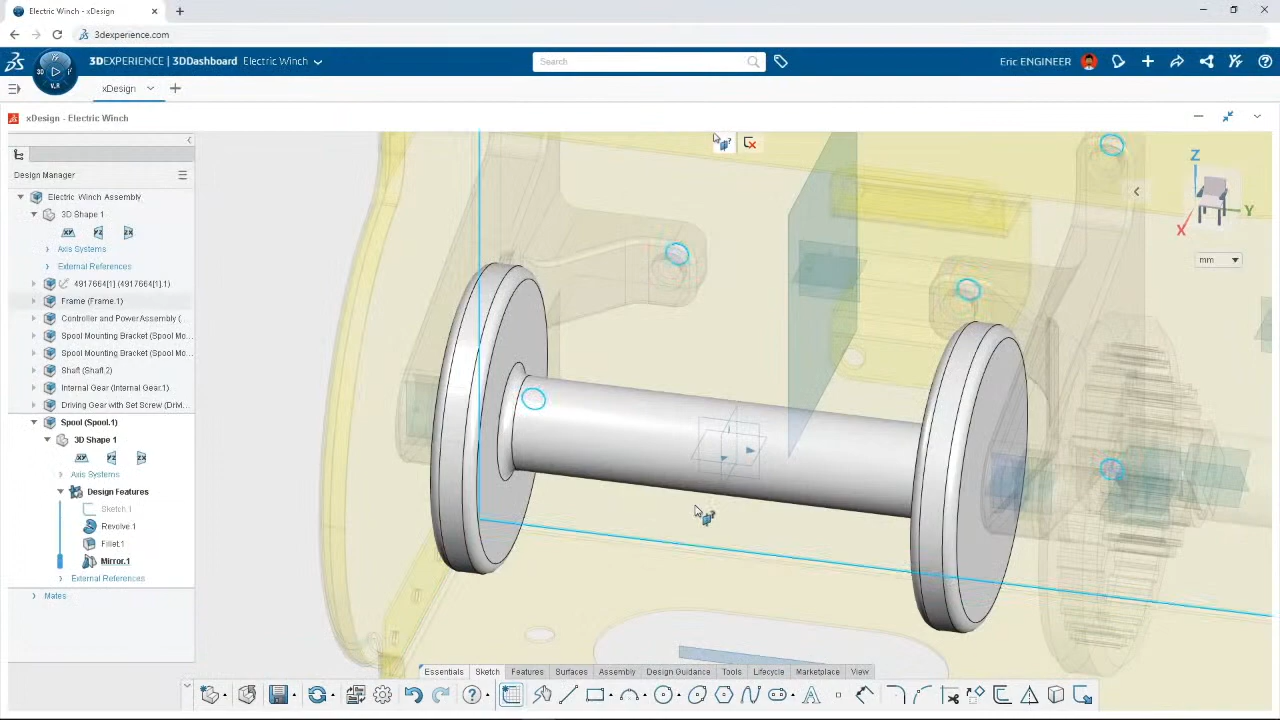 Electric Winch - xDesign
3dexperience.com
3DEXPERIENCE | 3DDashboard Electric Winch
Search
Eric ENGINEER
3D
V.R
xDesign
xDesign - Electric Winch
Design Manager
Electric Winch Assembly
3D Shape 1
Axis Systems
External References
4917664[1] (4917664[1].1)
Frame (Frame.1)
Controller and Power Assembly (...
Spool Mounting Bracket (Spool Mo...
Spool Mounting Bracket (Spool Mo...
Shaft (Shaft.2)
Internal Gear (Internal Gear.1)
Driving Gear with Set Screw (Drivi...
Spool (Spool.1)
3D Shape 1
Axis Systems
Design Features
Sketch 1
Revolve.1
Fillet.1
Mirror.1
External References
Mates
Z
Y
X
mm
Essentials Sketch Features Surfaces Assembly Design Guidance Tools Lifecycle Marketplace View